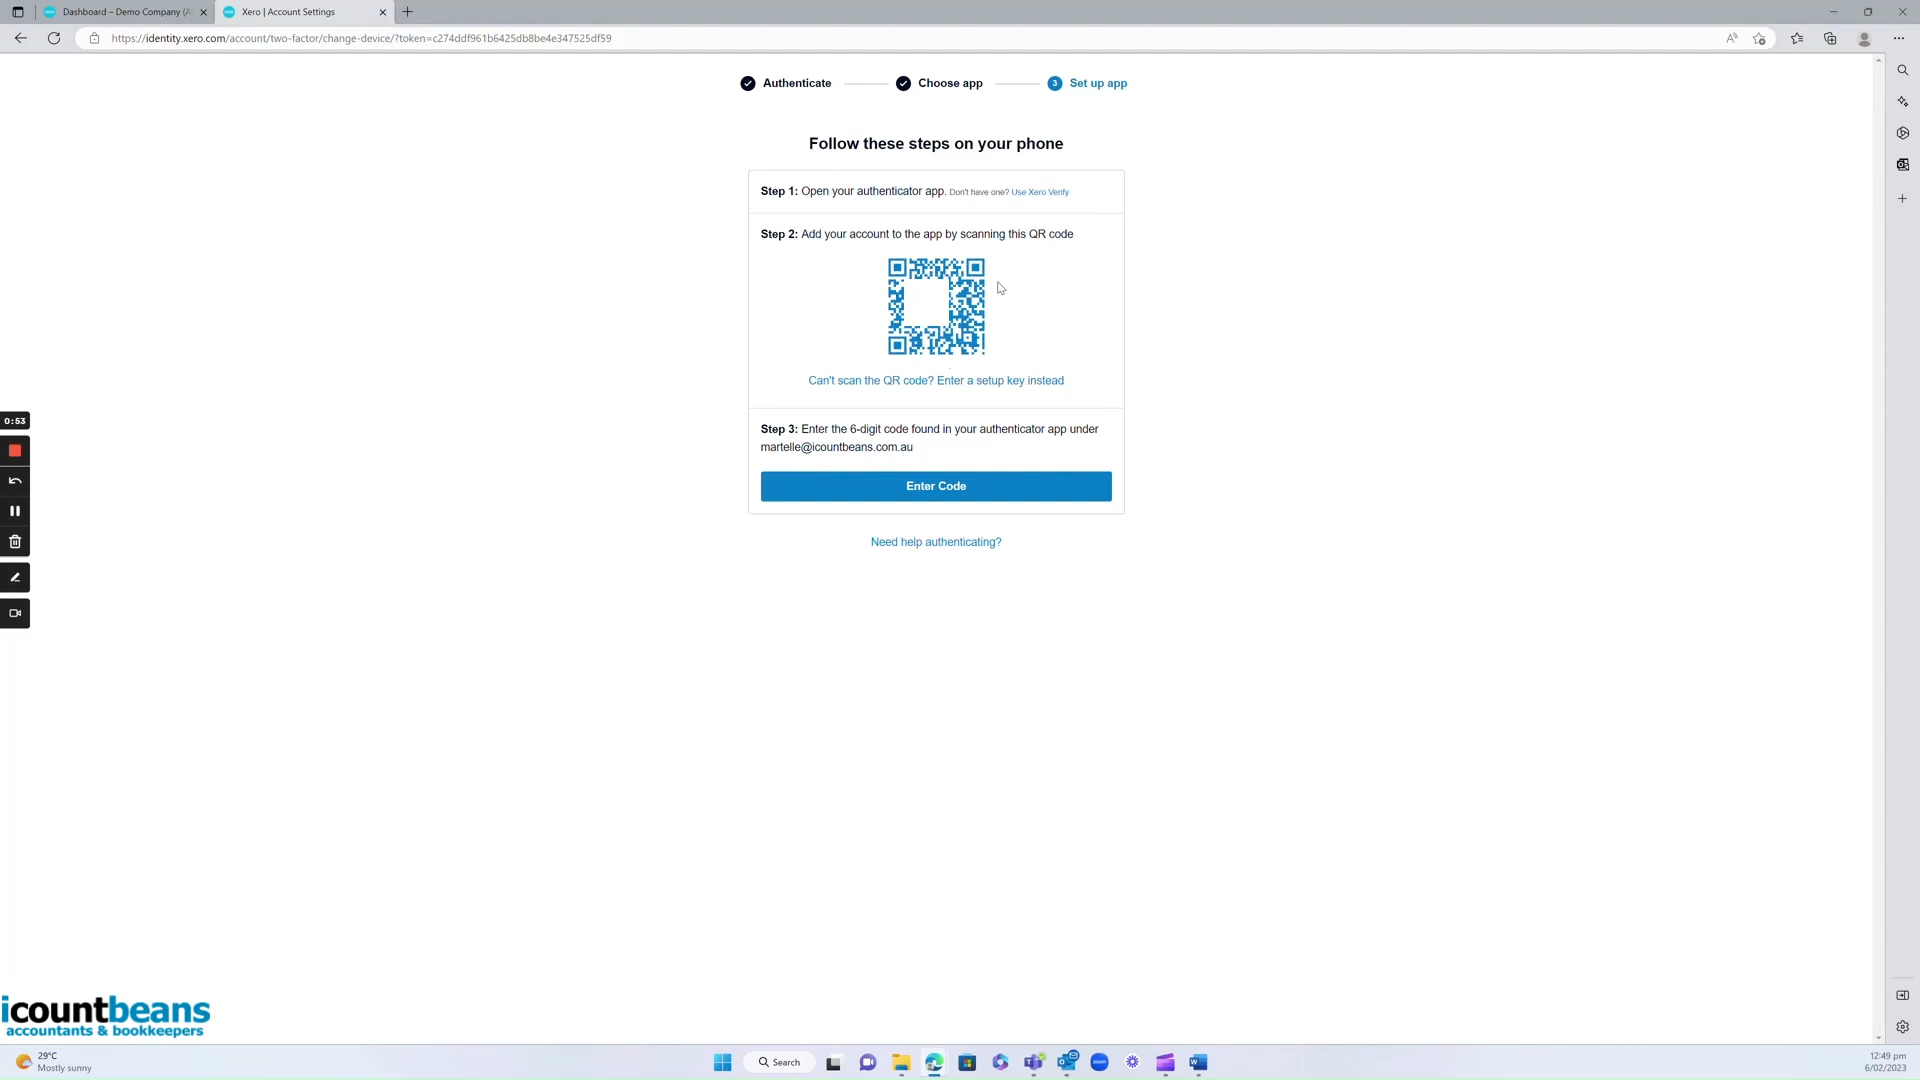 Dashboard – Demo Company (A
Xero | Account Settings
https://identity.xero.com/account/two-factor/change-device/?token=c274ddf961b6425db8be4e347525df59
Authenticate
Choose app
3 Set up app
Follow these steps on your phone
Step 1: Open your authenticator app. Don't have one? Use Xero Verify
Step 2: Add your account to the app by scanning this QR code
Can't scan the QR code? Enter a setup key instead
0:53
Step 3: Enter the 6-digit code found in your authenticator app under
martelle@icountbeans.com.au
Enter Code
Need help authenticating?
icountbeans
accountants & bookkeepers
29°C
Mostly sunny
Search
zoom
12:49 pm
6/02/2023